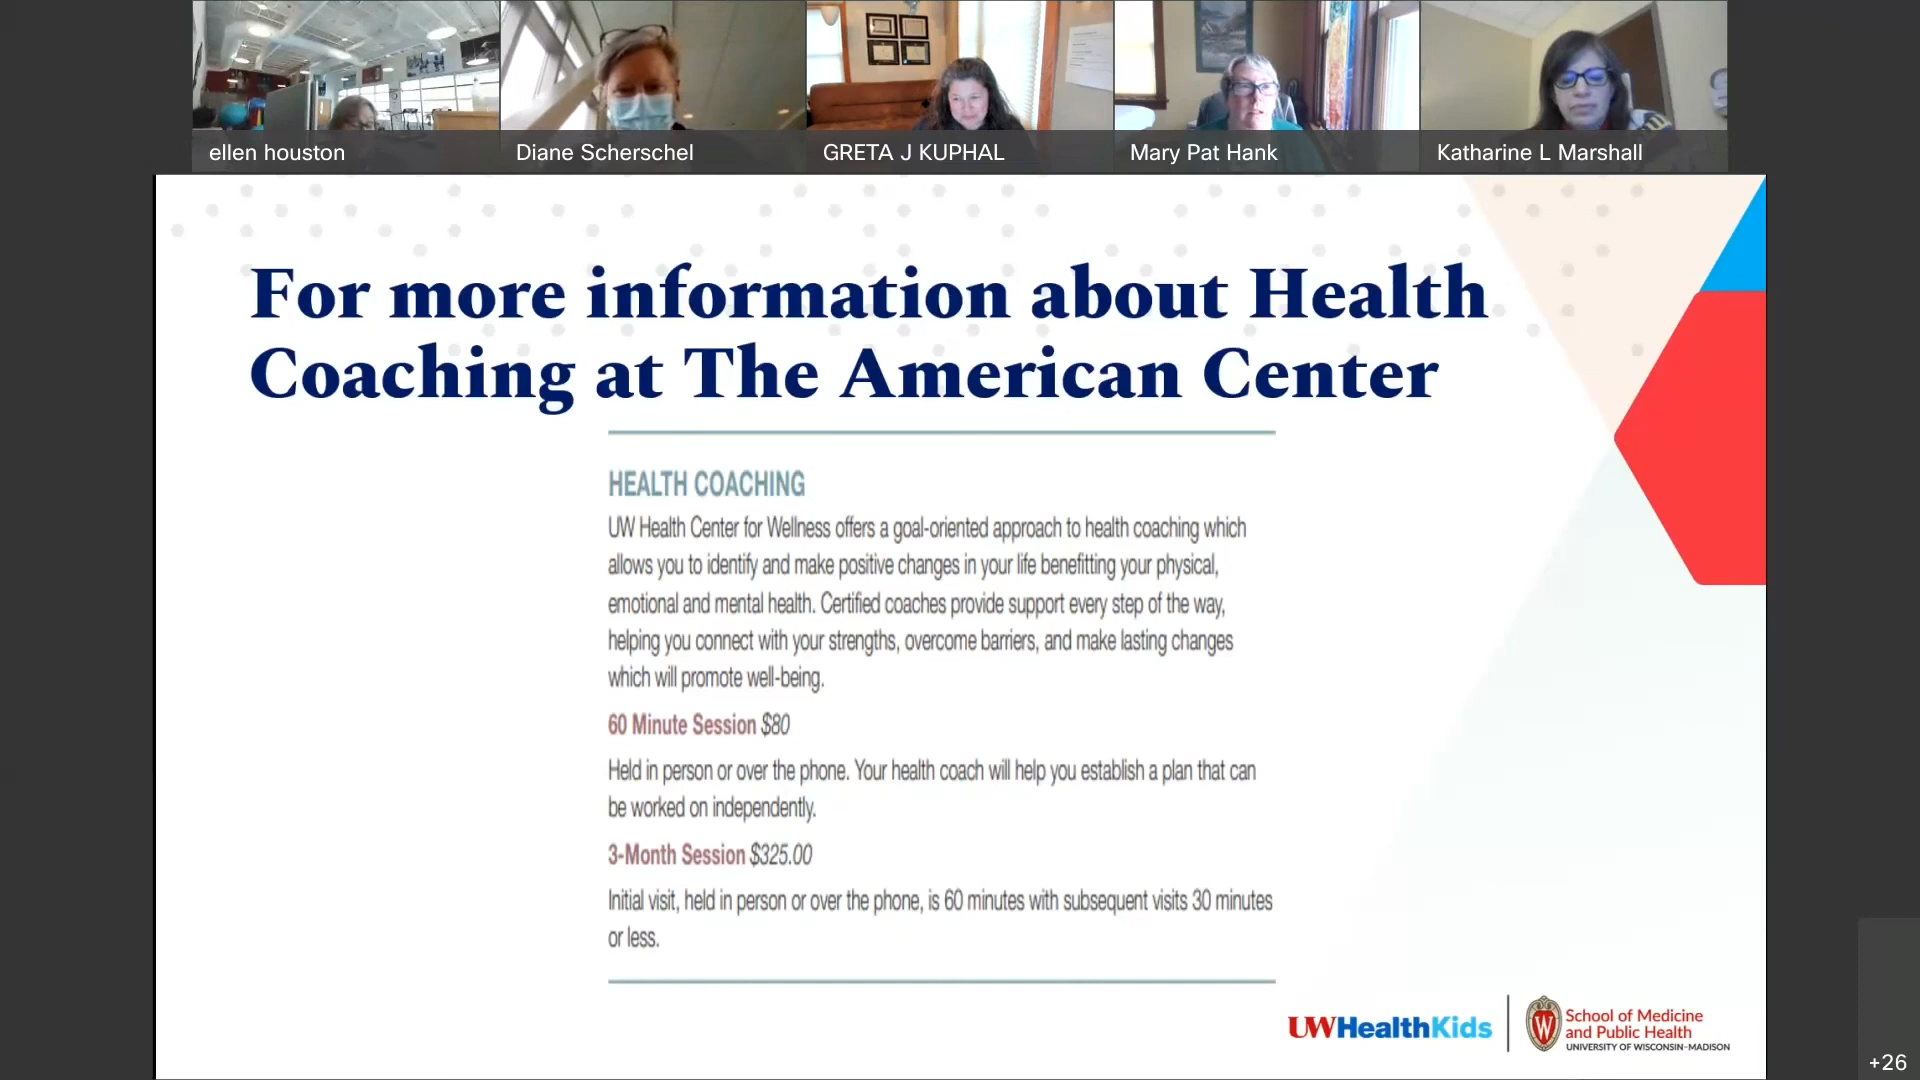 ellen houston
Diane Scherschel
GRETA J KUPHAL
Mary Pat Hank
Katharine L Marshall
For more information about Health
Coaching at The American Center
HEALTH COACHING
UW Health Center for Wellness offers a goal-oriented approach to health coaching which
allows you to identify and make positive changes in your life benefitting your physical,
emotional and mental health. Certified coaches provide support every step of the way,
helping you connect with your strengths, overcome barriers, and make lasting changes
which will promote well-being.
60 Minute Session $80
Held in person or over the phone. Your health coach will help you establish a plan that can
be worked on independently.
3-Month Session $325.00
Initial visit, held in person or over the phone, is 60 minutes with subsequent visits 30 minutes
or less.
UWHealthKids
W
School of Medicine
and Public Health
UNIVERSITY OF WISCONSIN-MADISON
+26